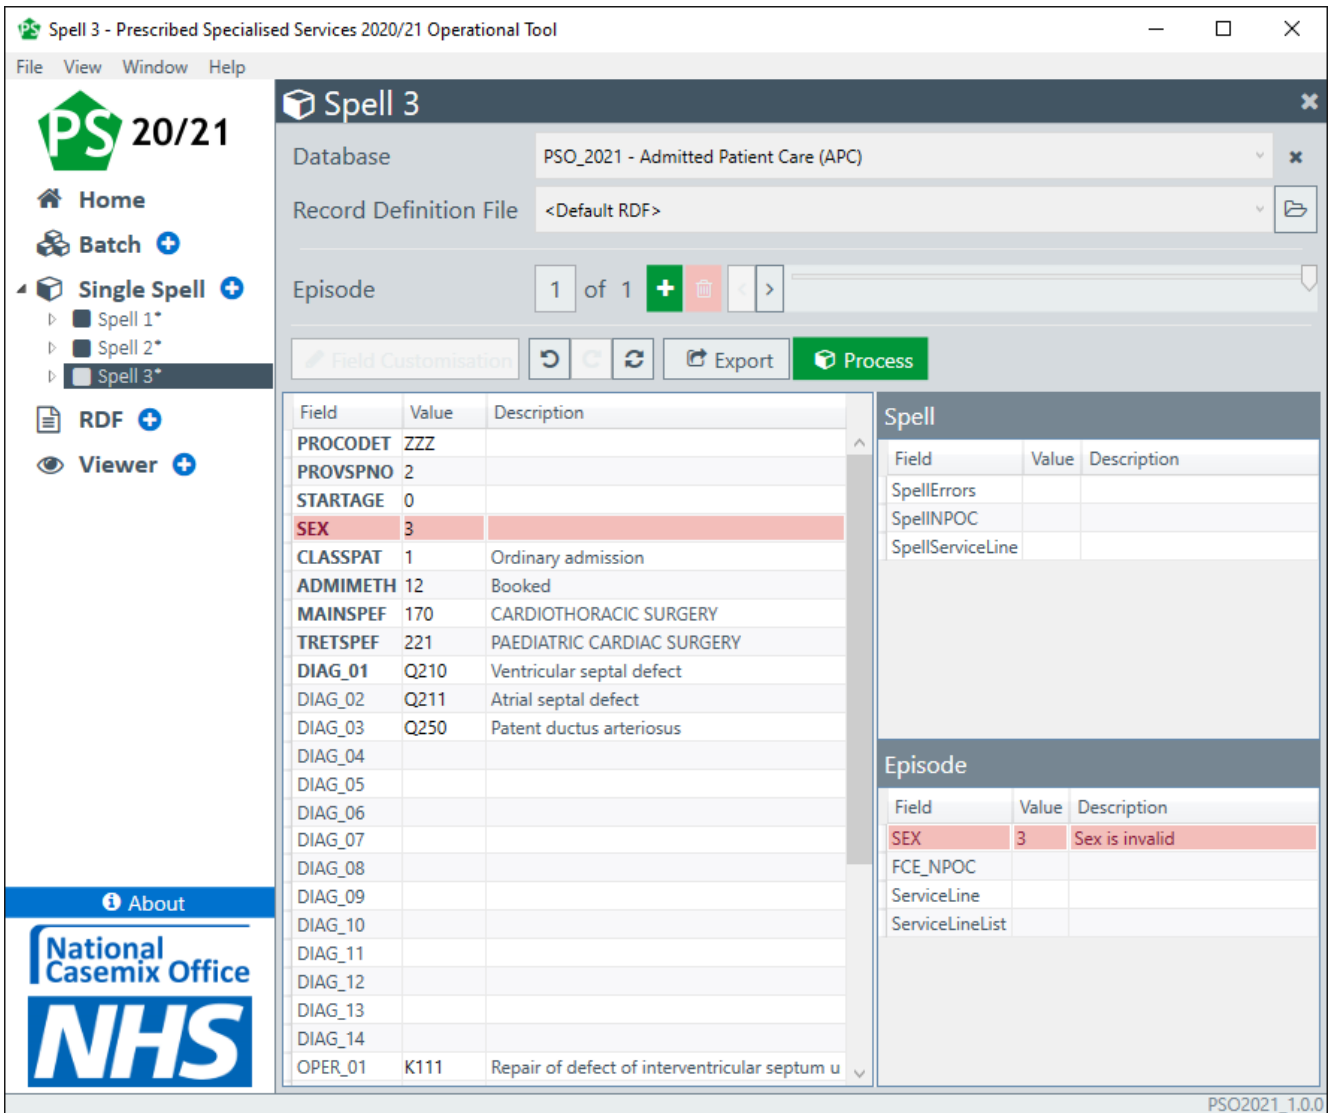 Spell 3 - Prescribed Specialised Services 2020/21 Operational Tool
File View Window Help
PS 20/21
Home
Batch
Single Spell
Spell 1*
Spell 2*
Spell 3*
RDF
Viewer
About
National
Casemix Office
NHS
Spell 3
Database PSO_2021 - Admitted Patient Care (APC)
Record Definition File <Default RDF>
Episode 1 of 1
Field Customisation Export Process
Field Value Description
PROCODET ZZZ
PROVSPNO 2
STARTAGE 0
SEX 3
CLASSPAT 1 Ordinary admission
ADMIMETH 12 Booked
MAINSPEF 170 CARDIOTHORACIC SURGERY
TRETSPEF 221 PAEDIATRIC CARDIAC SURGERY
DIAG_01 Q210 Ventricular septal defect
DIAG_02 Q211 Atrial septal defect
DIAG_03 Q250 Patent ductus arteriosus
DIAG_04
DIAG_05
DIAG_06
DIAG_07
DIAG_08
DIAG_09
DIAG_10
DIAG_11
DIAG_12
DIAG_13
DIAG_14
OPER_01 K111 Repair of defect of interventricular septum u
Spell
Field Value Description
SpellErrors
SpellNPOC
SpellServiceLine
Episode
Field Value Description
SEX 3 Sex is invalid
FCE_NPOC
ServiceLine
ServiceLineList
PSO2021_1.0.0